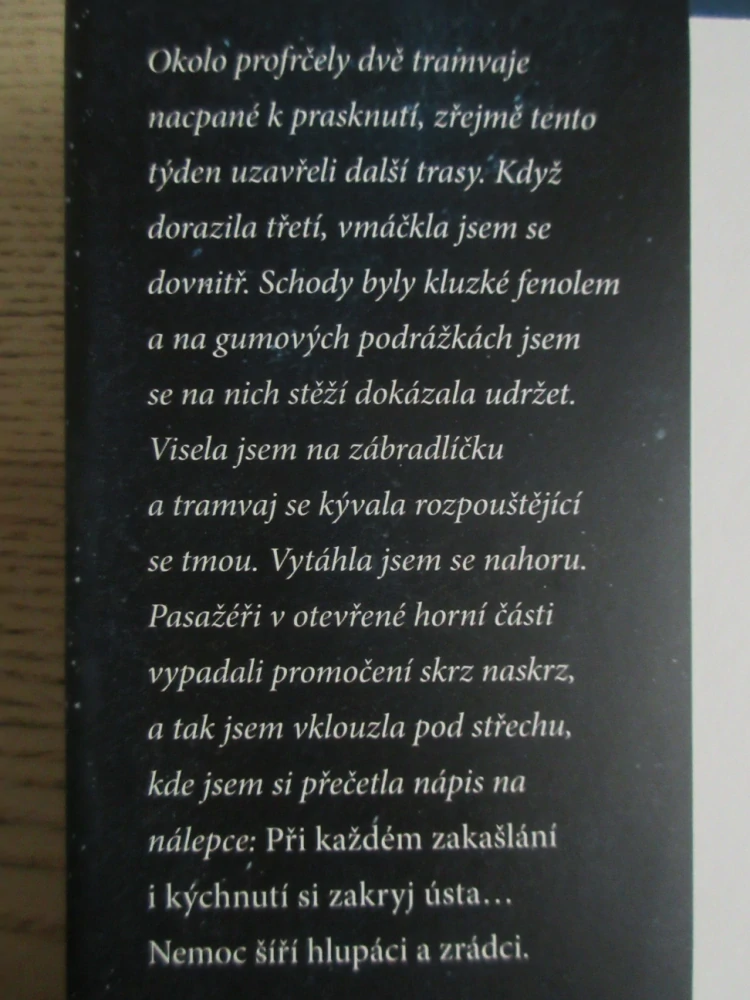 Okolo profrčely dvě tramvaje
nacpané k prasknutí, zřejmě tento
týden uzavřeli další trasy. Když
dorazila třetí, vmáčkla jsem se
dovnitř. Schody byly kluzké fenolem
a na gumových podrážkách jsem
se na nich stěží dokázala udržet.
Visela jsem na zábradlíčku
a tramvaj se kývala rozpouštějící
se tmou. Vytáhla jsem se nahoru.
Pasažéři v otevřené horní části
vypadali promočení skrz naskrz,
a tak jsem vklouzla pod střechu,
kde jsem si přečetla nápis na
nálepce: Při každém zakašlání
i kýchnutí si zakryj ústa…
Nemoc šíří hlupáci a zrádci.